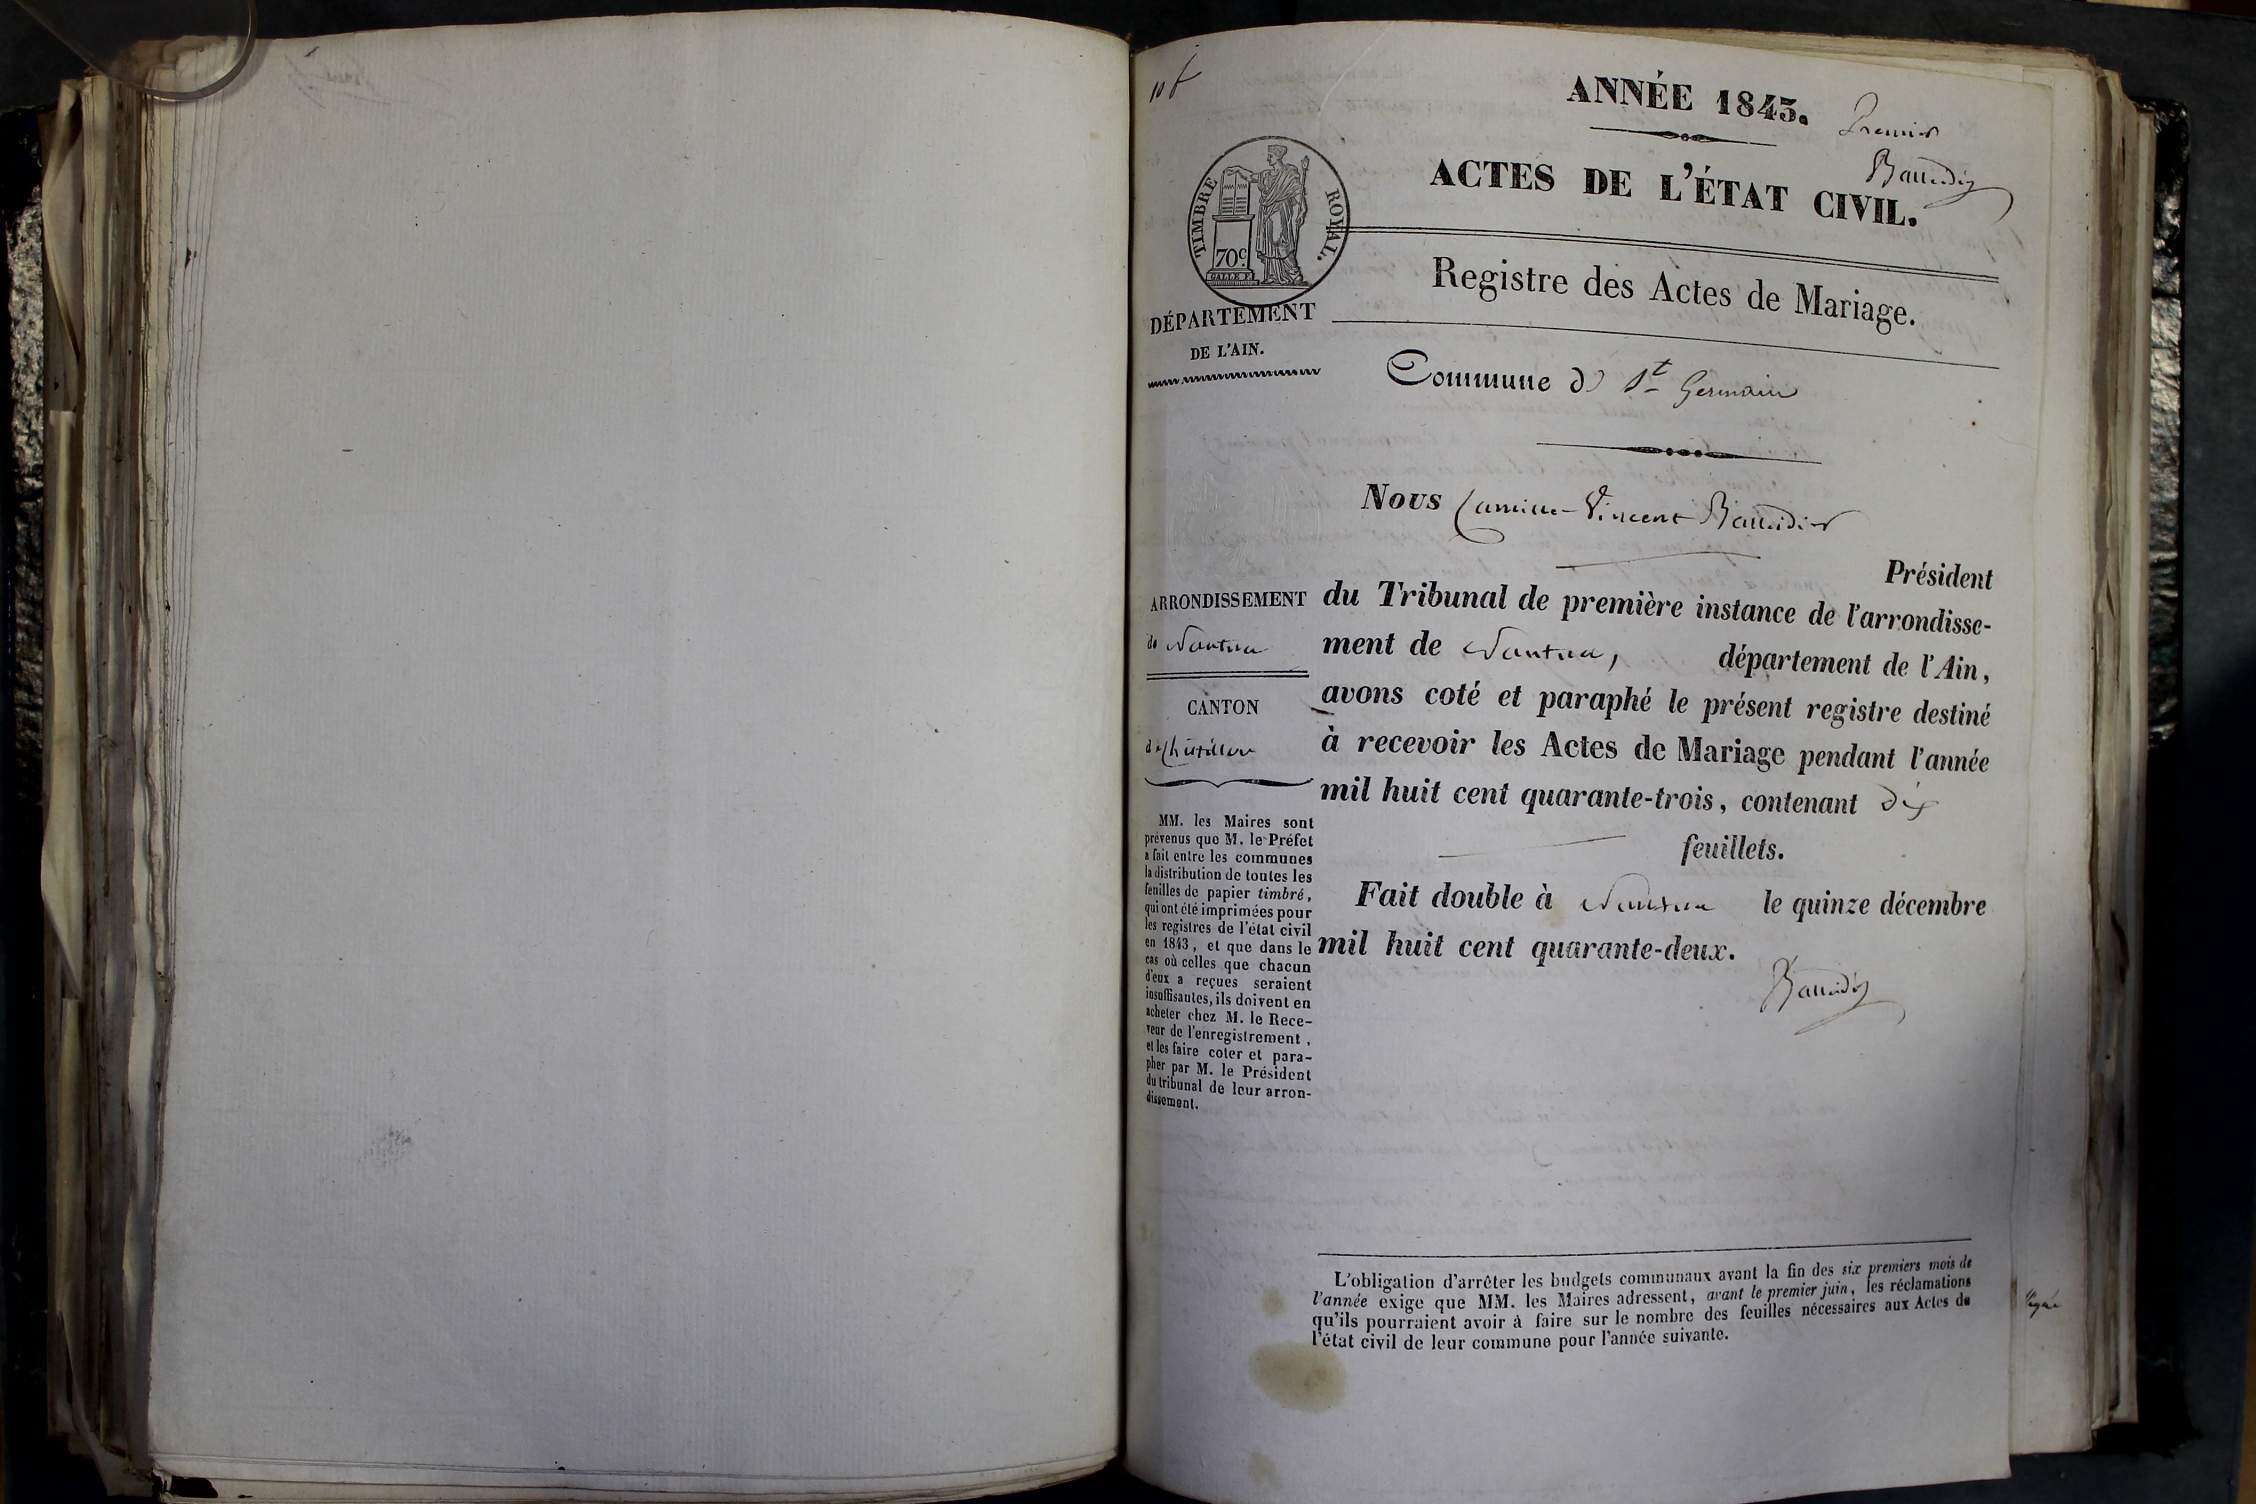 10 f
ANNÉE 1843.
Premier
Baudier
ACTES DE L'ÉTAT CIVIL.
TIMBRE ROYAL.
70c.
GALLE F.
Registre des Actes de Mariage.
DÉPARTEMENT
DE L'AIN.
Commune de St Germain
Nous Camille-Vincent Baudier
Président
ARRONDISSEMENT
de Nantua
CANTON
de Châtillon
du Tribunal de première instance de l'arrondisse-
ment de Nantua, département de l'Ain,
avons coté et paraphé le présent registre destiné
à recevoir les Actes de Mariage pendant l'année
mil huit cent quarante-trois, contenant dix
feuillets.
Fait double à Nantua le quinze décembre
mil huit cent quarante-deux.
Baudier
MM. les Maires sont
prévenus que M. le Préfet
a fait entre les communes
la distribution de toutes les
feuilles de papier timbré,
qui ont été imprimées pour
les registres de l'état civil
en 1843, et que dans le
cas où celles que chacun
d'eux a reçues seraient
insuffisantes, ils doivent en
acheter chez M. le Rece-
veur de l'enregistrement,
et les faire coter et para-
pher par M. le Président
du tribunal de leur arron-
dissement.
L'obligation d'arrêter les budgets communaux avant la fin des six premiers mois de
l'année exige que MM. les Maires adressent, avant le premier juin, les réclamations
qu'ils pourraient avoir à faire sur le nombre des feuilles nécessaires aux Actes de
l'état civil de leur commune pour l'année suivante.